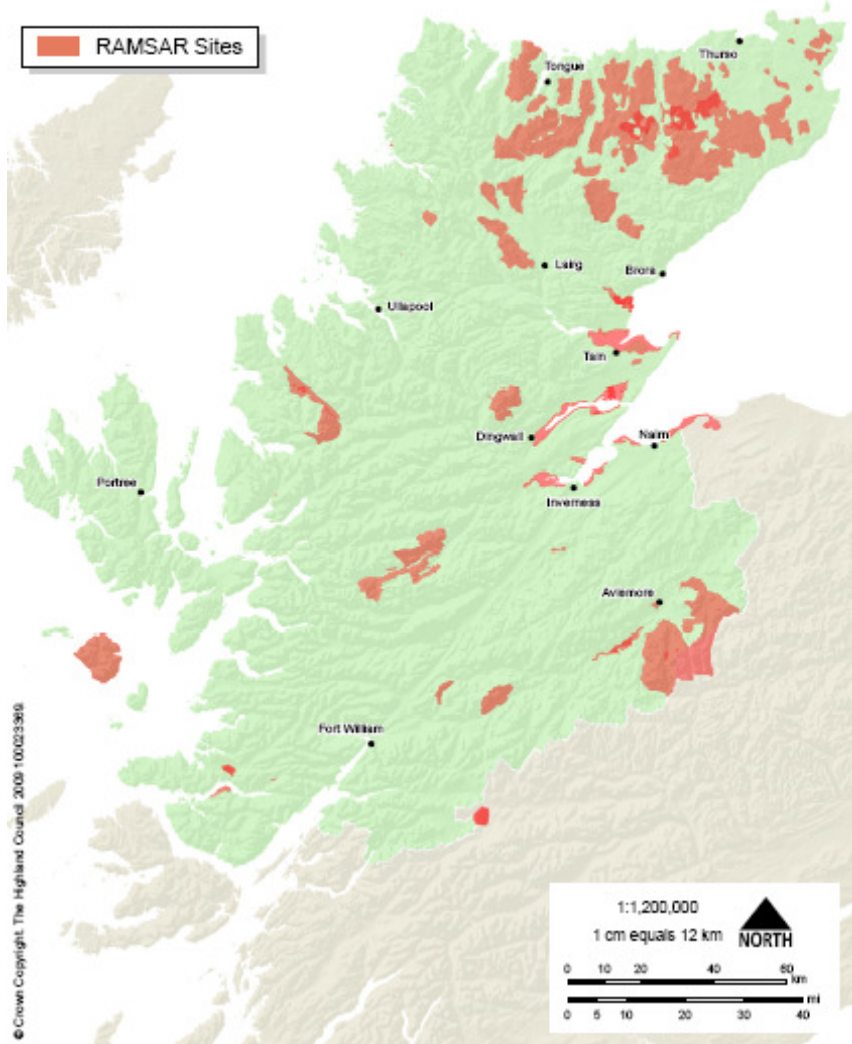 RAMSAR Sites
Thurso
Tongue
Lairg
Brora
Ullapool
Tain
Dingwall
Nairn
Portree
Inverness
Aviemore
Fort William
© Crown Copyright. The Highland Council 2009 100023369.
1:1,200,000
1 cm equals 12 km
NORTH
0 10 20 40 60
km
mi
0 5 10 20 30 40